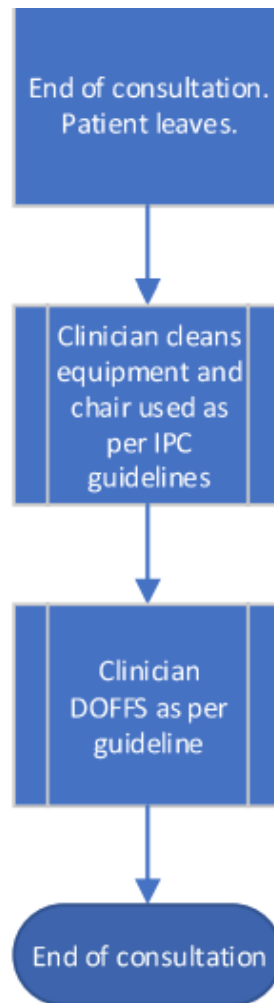 End of consultation.
Patient leaves.
Clinician cleans
equipment and
chair used as
per IPC
guidelines
Clinician
DOFFS as per
guideline
End of consultation